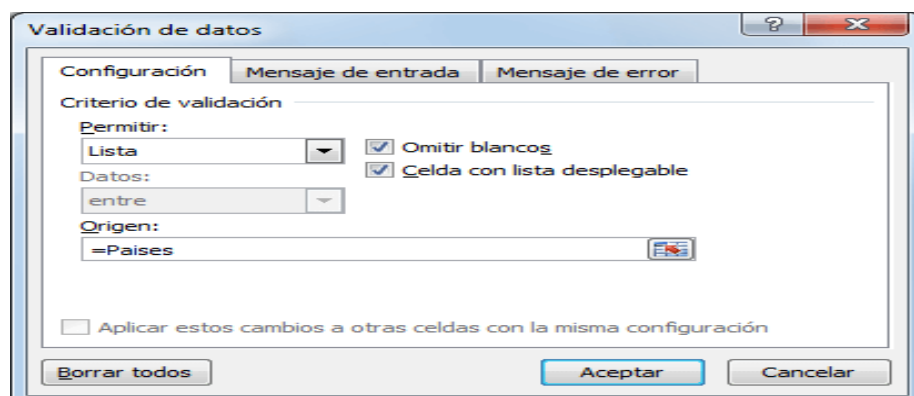 Validación de datos
Configuración Mensaje de entrada Mensaje de error
Criterio de validación
Permitir:
Lista
Omitir blancos
Celda con lista desplegable
Datos:
entre
Origen:
=Paises
Aplicar estos cambios a otras celdas con la misma configuración
Borrar todos Aceptar Cancelar